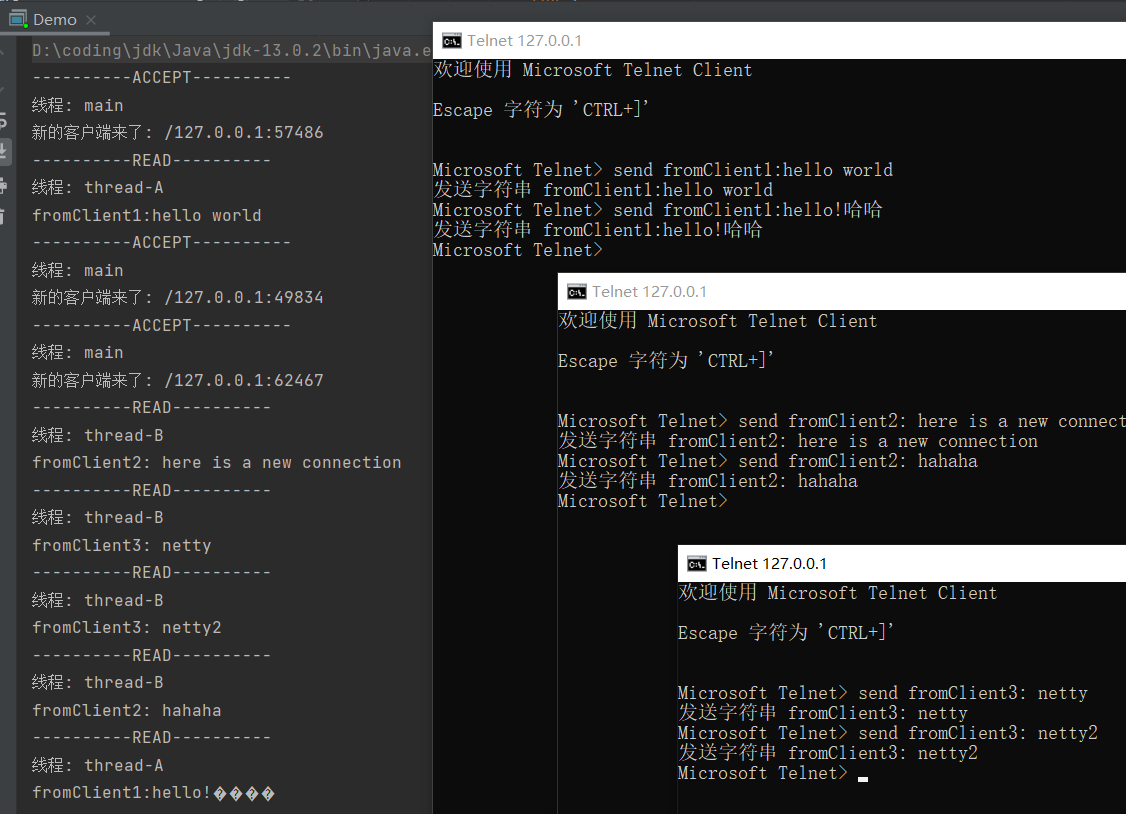 Demo
D:\coding\jdk\Java\jdk-13.0.2\bin\java.e
----------ACCEPT----------
线程: main
新的客户端来了: /127.0.0.1:57486
----------READ----------
线程: thread-A
fromClient1:hello world
----------ACCEPT----------
线程: main
新的客户端来了: /127.0.0.1:49834
----------ACCEPT----------
线程: main
新的客户端来了: /127.0.0.1:62467
----------READ----------
线程: thread-B
fromClient2: here is a new connection
----------READ----------
线程: thread-B
fromClient3: netty
----------READ----------
线程: thread-B
fromClient3: netty2
----------READ----------
线程: thread-B
fromClient2: hahaha
----------READ----------
线程: thread-A
fromClient1:hello!����
Telnet 127.0.0.1
欢迎使用 Microsoft Telnet Client
Escape 字符为 'CTRL+]'
Microsoft Telnet> send fromClient1:hello world
发送字符串 fromClient1:hello world
Microsoft Telnet> send fromClient1:hello!哈哈
发送字符串 fromClient1:hello!哈哈
Microsoft Telnet>
Telnet 127.0.0.1
欢迎使用 Microsoft Telnet Client
Escape 字符为 'CTRL+]'
Microsoft Telnet> send fromClient2: here is a new connect
发送字符串 fromClient2: here is a new connection
Microsoft Telnet> send fromClient2: hahaha
发送字符串 fromClient2: hahaha
Microsoft Telnet>
Telnet 127.0.0.1
欢迎使用 Microsoft Telnet Client
Escape 字符为 'CTRL+]'
Microsoft Telnet> send fromClient3: netty
发送字符串 fromClient3: netty
Microsoft Telnet> send fromClient3: netty2
发送字符串 fromClient3: netty2
Microsoft Telnet>